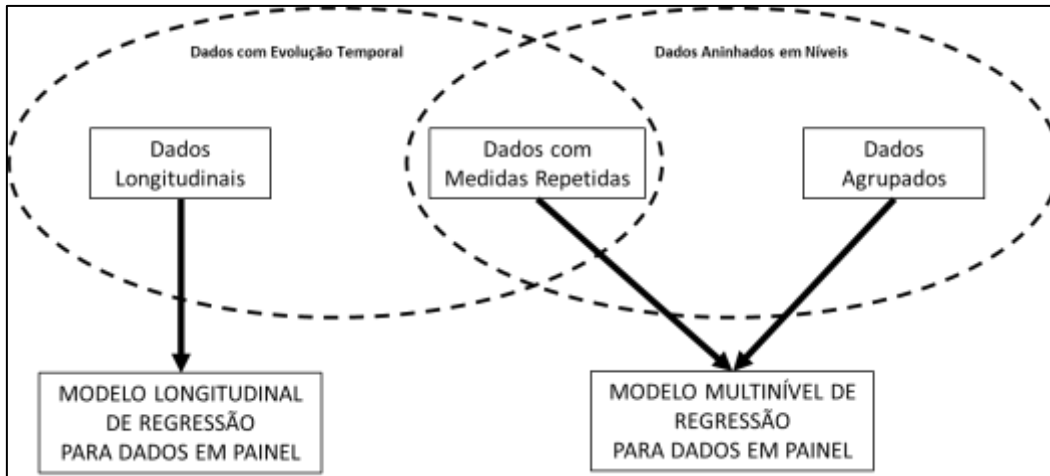 Dados com Evolução Temporal
Dados Aninhados em Níveis
Dados
Longitudinais
Dados com
Medidas Repetidas
Dados
Agrupados
MODELO LONGITUDINAL
DE REGRESSÃO
PARA DADOS EM PAINEL
MODELO MULTINÍVEL DE
REGRESSÃO
PARA DADOS EM PAINEL